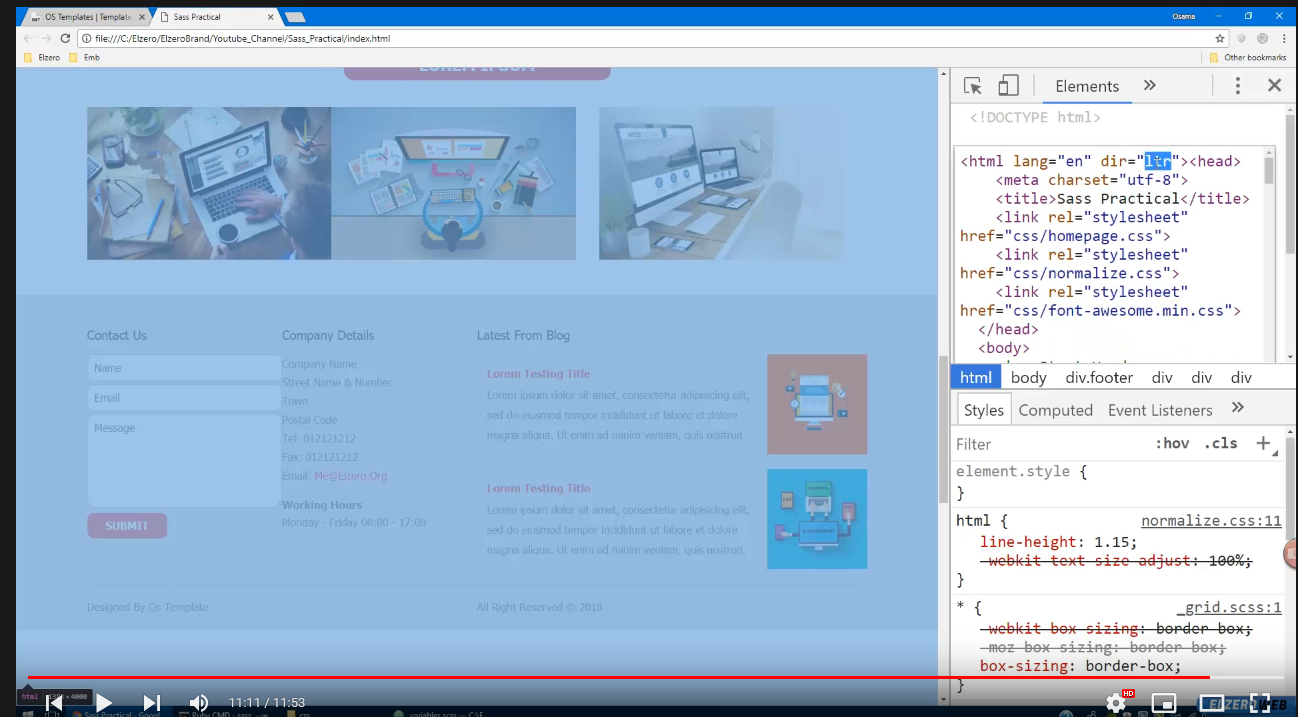 OS Templates | Template
Sass Practical
Osama
file:///C:/Elzero/ElzeroBrand/Youtube_Channel/Sass_Practical/index.html
Elzero
Emb
Other bookmarks
LOREM IPSUM
Contact Us
Name
Email
Message
SUBMIT
Company Details
Company Name
Street Name & Number
Town
Postal Code
Tel: 012121212
Fax: 012121212
Email: Me@Elzero.Org
Working Hours
Monday - Friday 08:00 - 17:00
Latest From Blog
Lorem Testing Title
Lorem ipsum dolor sit amet, consectetur adipisicing elit,
sed do eiusmod tempor incididunt ut labore et dolore
magna aliqua. Ut enim ad minim veniam, quis nostrud.
Lorem Testing Title
Lorem ipsum dolor sit amet, consectetur adipisicing elit,
sed do eiusmod tempor incididunt ut labore et dolore
magna aliqua. Ut enim ad minim veniam, quis nostrud.
Designed By Os Template
All Right Reserved © 2018
Elements
<!DOCTYPE html>
<html lang="en" dir="ltr"><head>
<meta charset="utf-8">
<title>Sass Practical</title>
<link rel="stylesheet"
href="css/homepage.css">
<link rel="stylesheet"
href="css/normalize.css">
<link rel="stylesheet"
href="css/font-awesome.min.css">
</head>
<body>
html
body
div.footer
div
div
div
Styles
Computed
Event Listeners
Filter
:hov
.cls
element.style {
}
html {
normalize.css:11
line-height: 1.15;
-webkit-text-size-adjust: 100%;
}
* {
_grid.scss:1
-webkit-box-sizing: border-box;
-moz-box-sizing: border-box;
box-sizing: border-box;
}
html
11:11 / 11:53
HD
ELZEROWEB